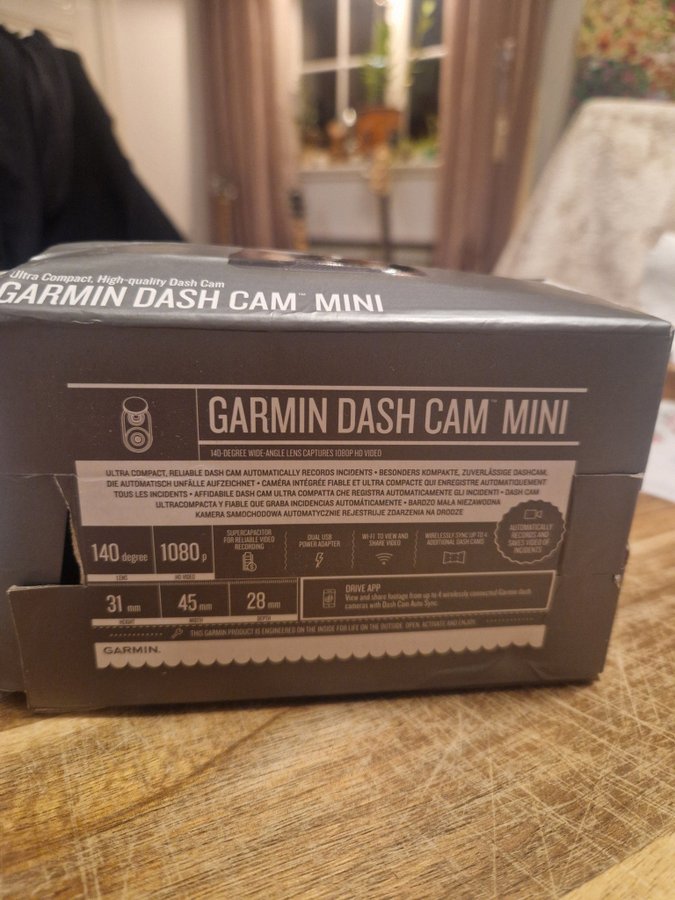 Ultra Compact, High-quality Dash Cam
GARMIN DASH CAM™ MINI
GARMIN DASH CAM™ MINI
140-DEGREE WIDE-ANGLE LENS CAPTURES 1080P HD VIDEO
ULTRA COMPACT, RELIABLE DASH CAM AUTOMATICALLY RECORDS INCIDENTS • BESONDERS KOMPAKTE, ZUVERLÄSSIGE DASHCAM,
DIE AUTOMATISCH UNFÄLLE AUFZEICHNET • CAMÉRA INTÉGRÉE FIABLE ET ULTRA COMPACTE QUI ENREGISTRE AUTOMATIQUEMENT
TOUS LES INCIDENTS • AFFIDABILE DASH CAM ULTRA COMPATTA CHE REGISTRA AUTOMATICAMENTE GLI INCIDENTI • DASH CAM
ULTRACOMPACTA Y FIABLE QUE GRABA INCIDENCIAS AUTOMÁTICAMENTE • BARDZO MAŁA NIEZAWODNA
KAMERA SAMOCHODOWA AUTOMATYCZNIE REJESTRUJE ZDARZENIA NA DRODZE
140 degree
LENS
1080p
HD VIDEO
SUPERCAPACITOR
FOR RELIABLE VIDEO
RECORDING
DUAL USB
POWER ADAPTER
WI-FI TO VIEW AND
SHARE VIDEO
WIRELESSLY SYNC UP TO 4
ADDITIONAL DASH CAMS
AUTOMATICALLY
RECORDS AND
SAVES VIDEO OF
INCIDENTS
31 mm
HEIGHT
45 mm
WIDTH
28 mm
DEPTH
DRIVE APP
View and share footage from up to 4 wirelessly connected Garmin dash
cameras with Dash Cam Auto Sync.
THIS GARMIN PRODUCT IS ENGINEERED ON THE INSIDE FOR LIFE ON THE OUTSIDE. OPEN, ACTIVATE AND ENJOY.
GARMIN.